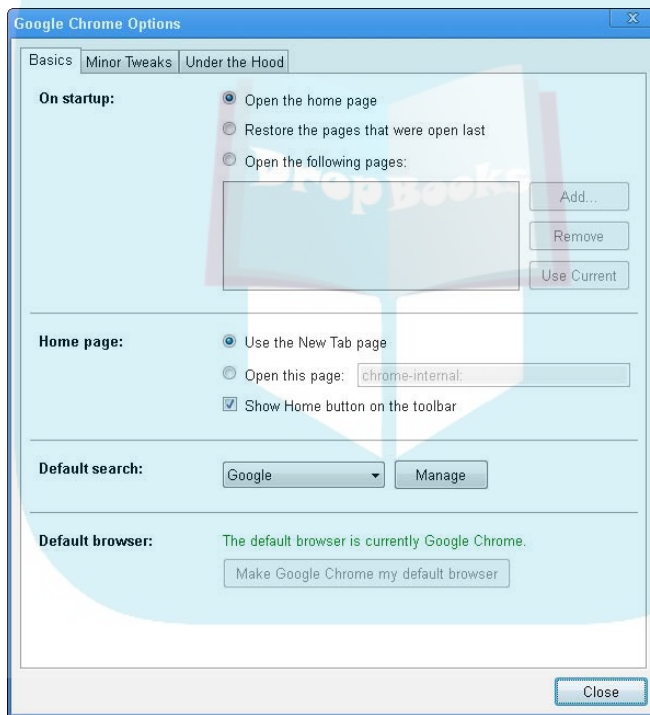 Google Chrome Options
Basics
Minor Tweaks
Under the Hood
On startup:
Open the home page
Restore the pages that were open last
Open the following pages:
DropBooks
Add...
Remove
Use Current
Home page:
Use the New Tab page
Open this page: chrome-internal:
Show Home button on the toolbar
Default search:
Google
Manage
Default browser:
The default browser is currently Google Chrome.
Make Google Chrome my default browser
Close